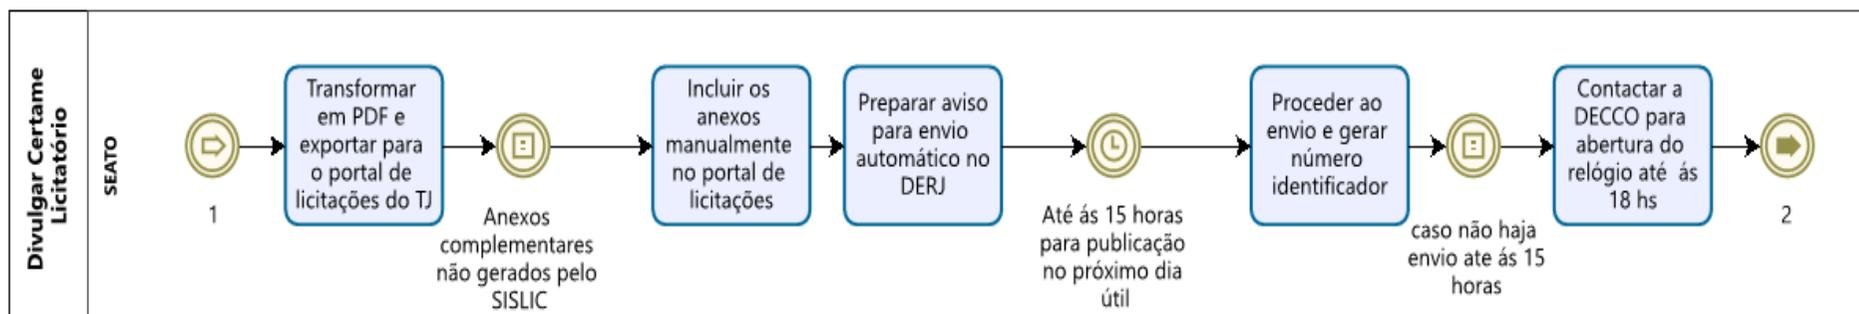 Divulgar Certame
Licitatório
SEATO
1
Transformar
em PDF e
exportar para
o portal de
licitações do TJ
Anexos
complementares
não gerados pelo
SISLIC
Incluir os
anexos
manualmente
no portal de
licitações
Preparar aviso
para envio
automático no
DERJ
Até ás 15 horas
para publicação
no próximo dia
útil
Proceder ao
envio e gerar
número
identificador
caso não haja
envio ate ás 15
horas
Contactar a
DECCO para
abertura do
relógio até  ás
18 hs
2